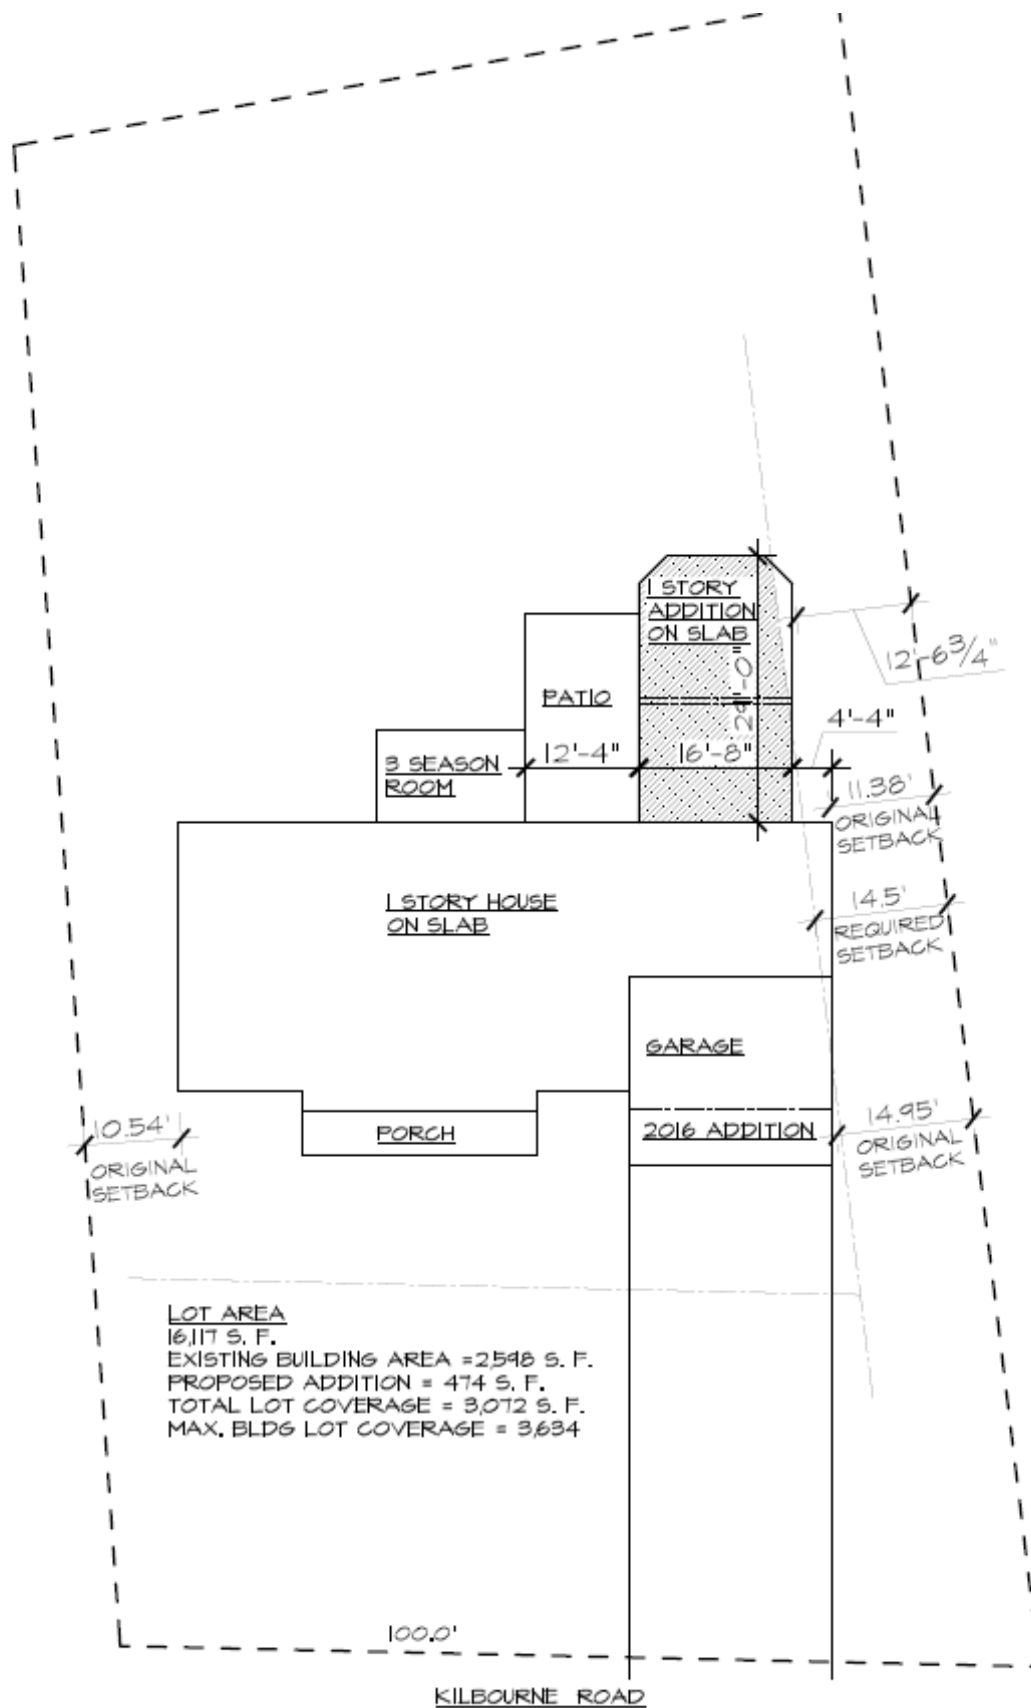 1 STORY
ADDITION
ON SLAB
29'-0"
12'-6 3/4"
PATIO
4'-4"
12'-4"
16'-8"
3 SEASON
ROOM
11.38'
ORIGINAL
SETBACK
1 STORY HOUSE
ON SLAB
14.5'
REQUIRED
SETBACK
GARAGE
10.54'
ORIGINAL
SETBACK
PORCH
2016 ADDITION
14.95'
ORIGINAL
SETBACK
LOT AREA
16,117 S. F.
EXISTING BUILDING AREA =2,598 S. F.
PROPOSED ADDITION = 474 S. F.
TOTAL LOT COVERAGE = 3,072 S. F.
MAX. BLDG LOT COVERAGE = 3,634
100.0'
KILBOURNE ROAD